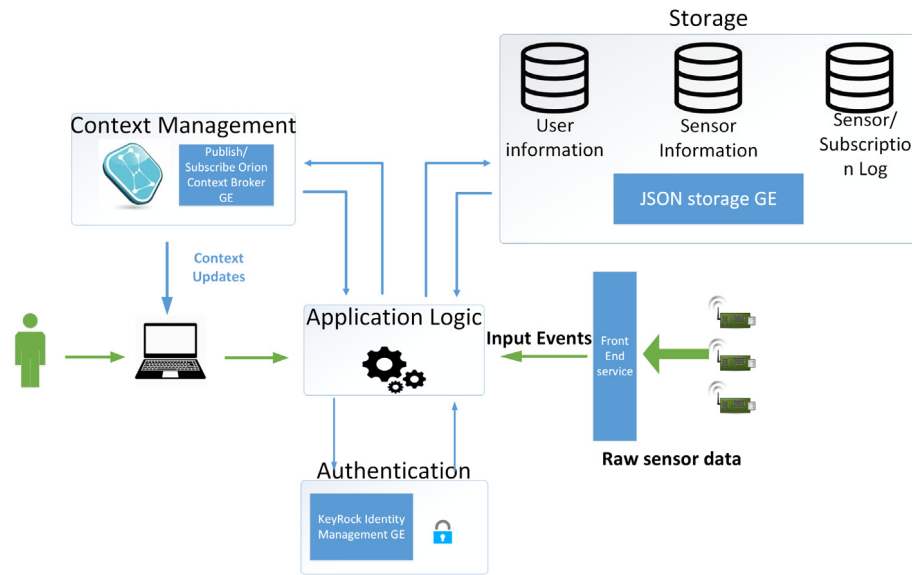 Storage
User
information
Sensor
Information
Sensor/
Subscriptio
n Log
JSON storage GE
Context Management
Publish/
Subscribe Orion
Context Broker
GE
Context
Updates
Application Logic
Input Events
Front
End
service
Raw sensor data
Authentication
KeyRock Identity
Management GE